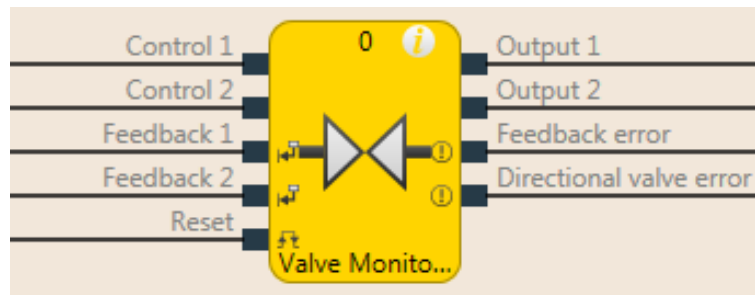 0 i
Control 1
Output 1
Control 2
Output 2
Feedback 1
Feedback error
Feedback 2
Directional valve error
Reset
Valve Monito...